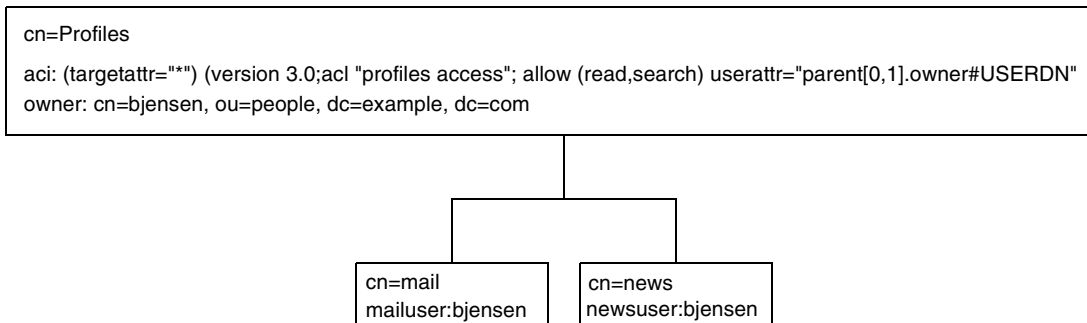 cn=Profiles
aci: (targetattr="*") (version 3.0;acl "profiles access"; allow (read,search) userattr="parent[0,1].owner#USERDN"
owner: cn=bjensen, ou=people, dc=example, dc=com
cn=mail
mailuser:bjensen
cn=news
newsuser:bjensen